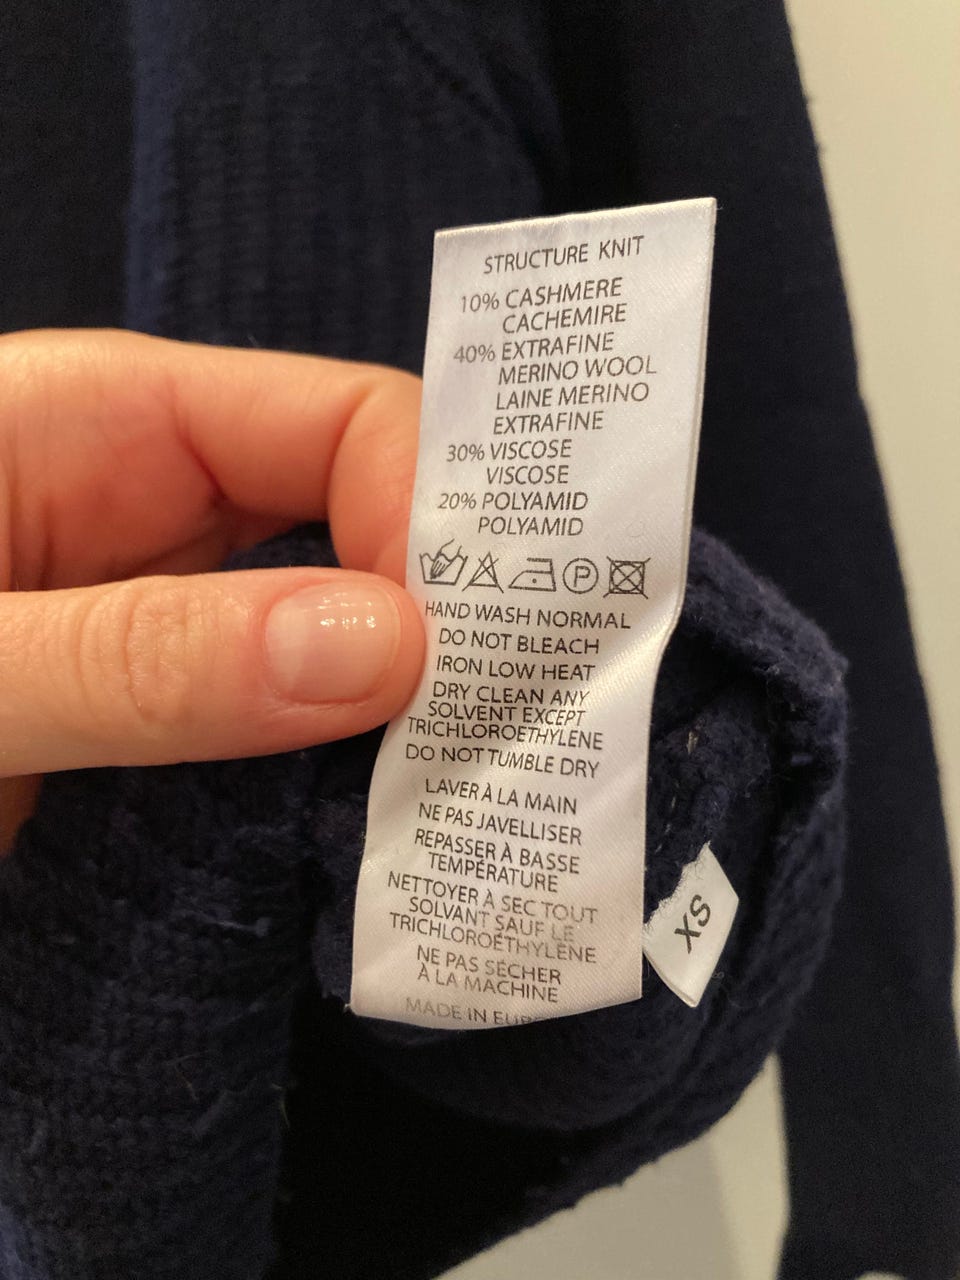 STRUCTURE KNIT
10% CASHMERE
CACHEMIRE
40% EXTRAFINE
MERINO WOOL
LAINE MERINO
EXTRAFINE
30% VISCOSE
VISCOSE
20% POLYAMID
POLYAMID
P
HAND WASH NORMAL
DO NOT BLEACH
IRON LOW HEAT
DRY CLEAN ANY
SOLVENT EXCEPT
TRICHLOROETHYLENE
DO NOT TUMBLE DRY
LAVER À LA MAIN
NE PAS JAVELLISER
REPASSER À BASSE
TEMPÉRATURE
NETTOYER À SEC TOUT
SOLVANT SAUF LE
TRICHLOROÉTHYLÈNE
NE PAS SÉCHER
À LA MACHINE
MADE IN
XS